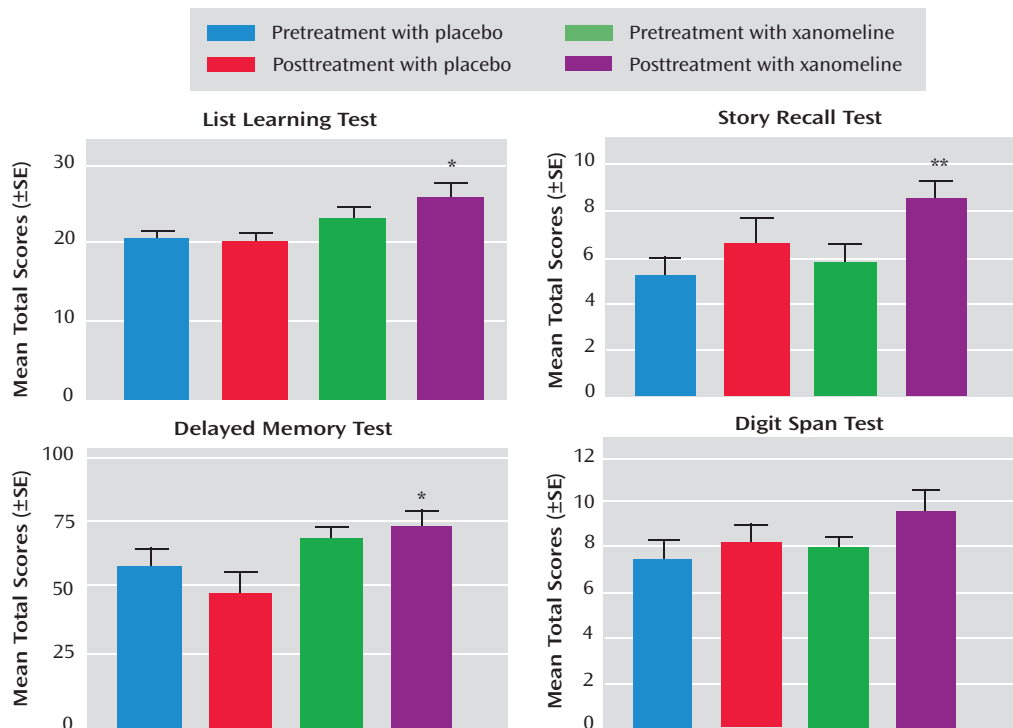 Pretreatment with placebo
Pretreatment with xanomeline
Posttreatment with placebo
Posttreatment with xanomeline
List Learning Test
Mean Total Scores (±SE)
30
20
10
0
*
Story Recall Test
Mean Total Scores (±SE)
10
8
6
4
2
0
**
Delayed Memory Test
Mean Total Scores (±SE)
100
75
50
25
0
*
Digit Span Test
Mean Total Scores (±SE)
12
10
8
6
4
2
0